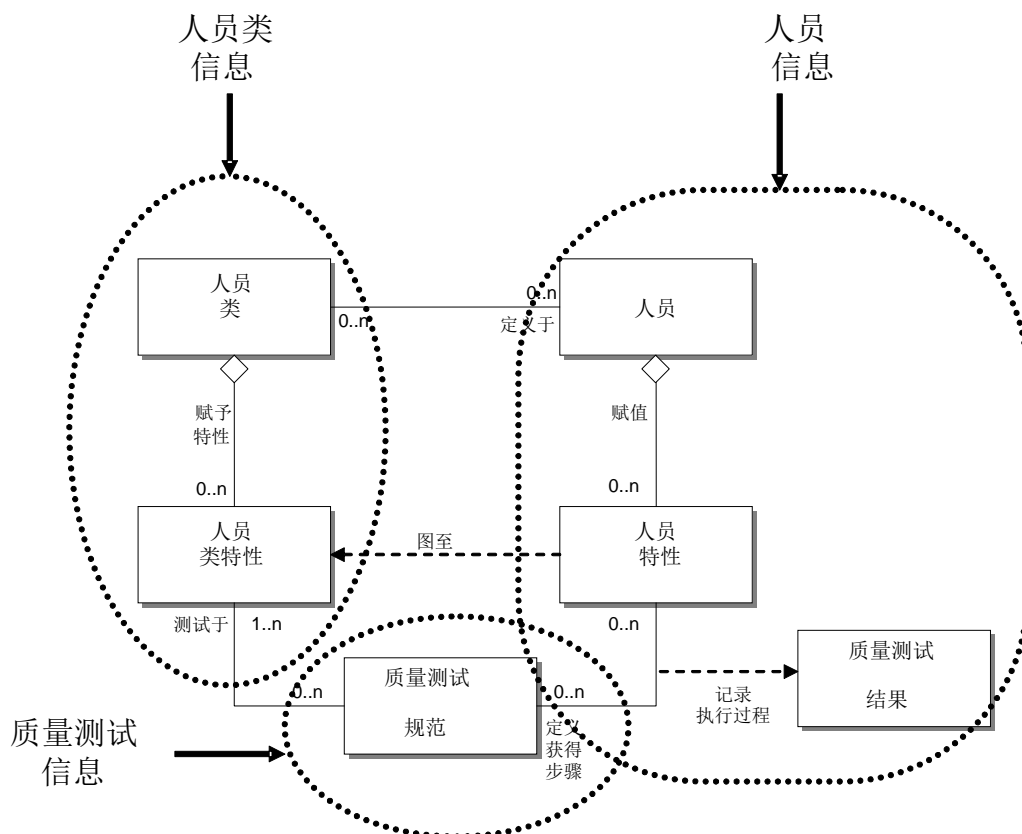 人员类
信息
人员
信息
人员
类
0..n
0..n
定义于
人员
赋予
特性
赋值
0..n
0..n
人员
类特性
图至
人员
特性
测试于
1..n
0..n
0..n
质量测试
规范
0..n
定义
获得
步骤
记录
执行过程
质量测试
结果
质量测试
信息